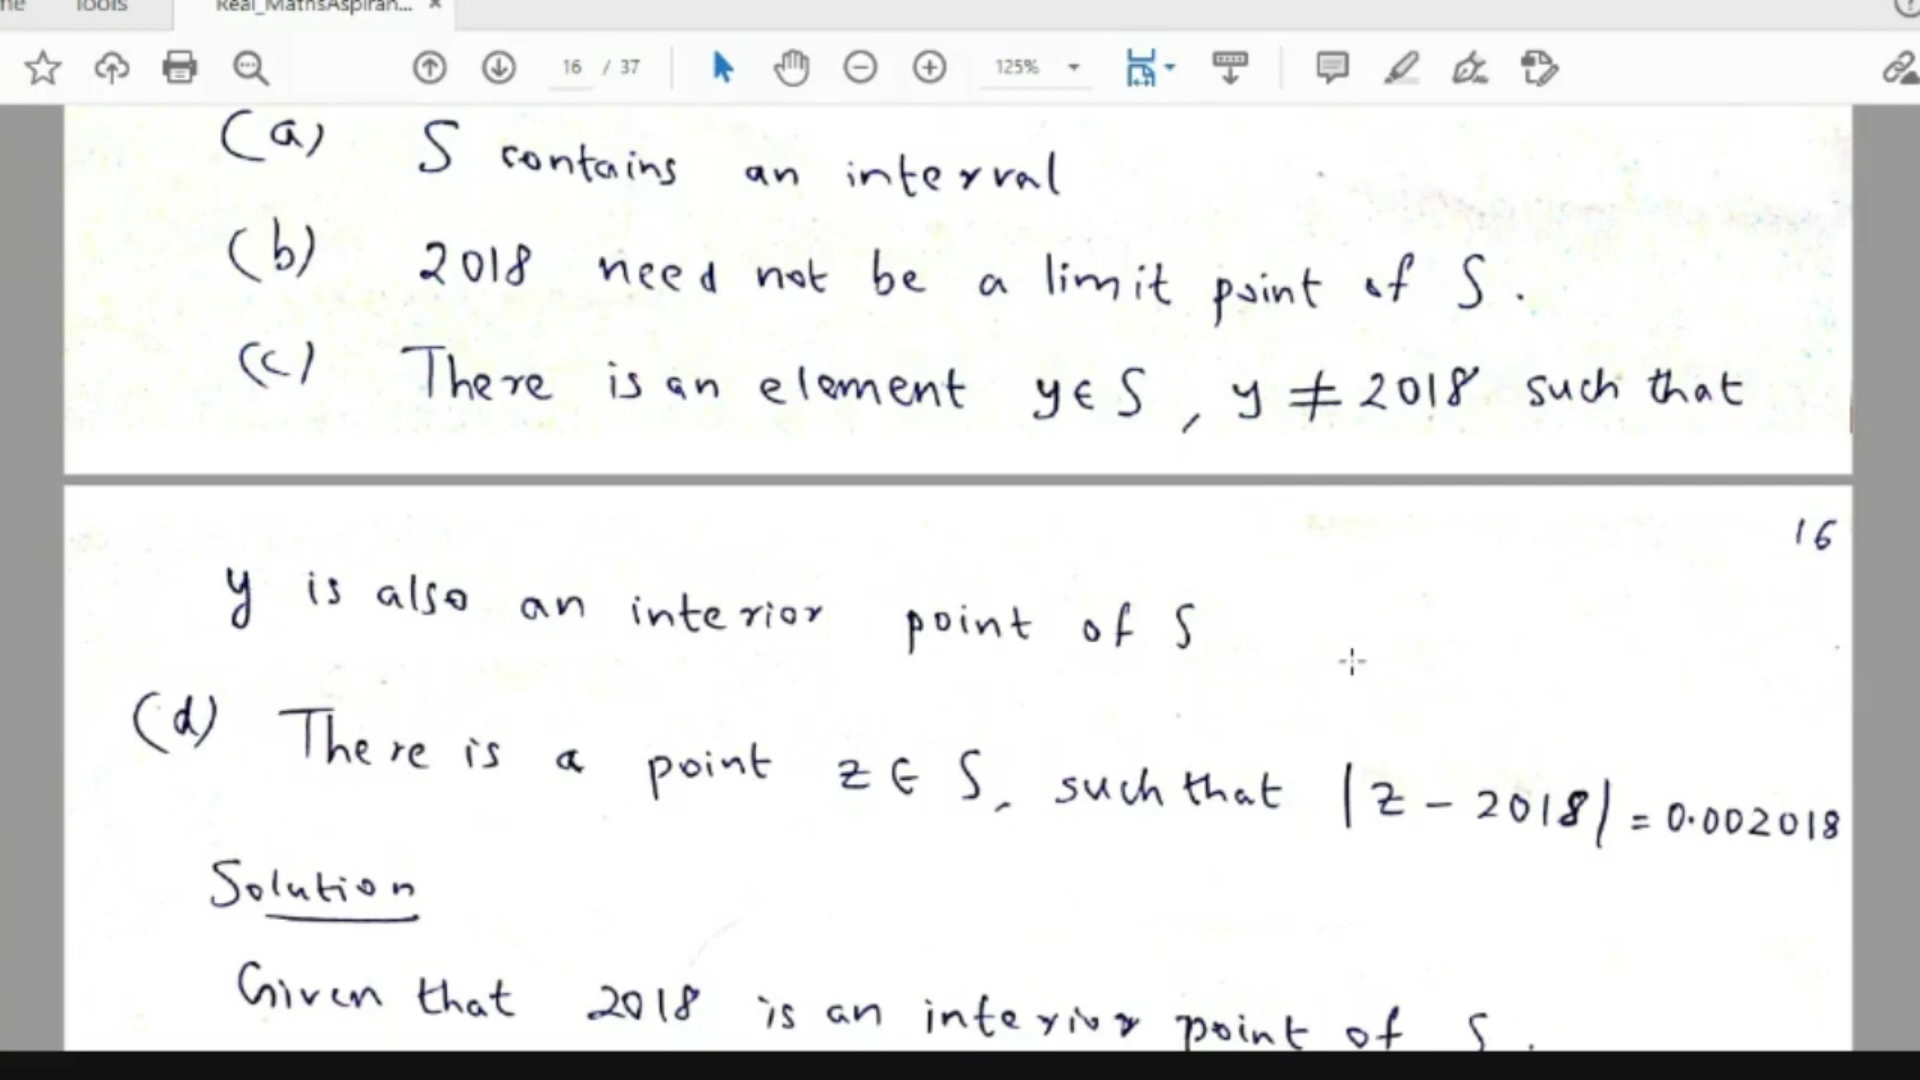 Tools Real_MathsAspiran... ×
16 / 37 125%
(a) S contains an interval
(b) 2018 need not be a limit point of S.
(c) There is an element y∈S, y≠2018 such that
16
y is also an interior point of S
(d) There is a point z∈S, such that |z-2018|=0.002018
Solution
Given that 2018 is an interior point of S.